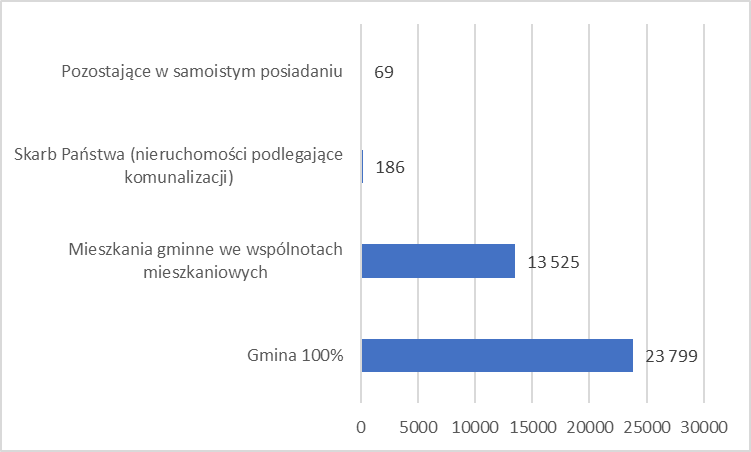 Pozostające w samoistym posiadaniu 69
Skarb Państwa (nieruchomości podlegające
komunalizacji) 186
Mieszkania gminne we wspólnotach
mieszkaniowych 13 525
Gmina 100% 23 799
0 5000 10000 15000 20000 25000 30000